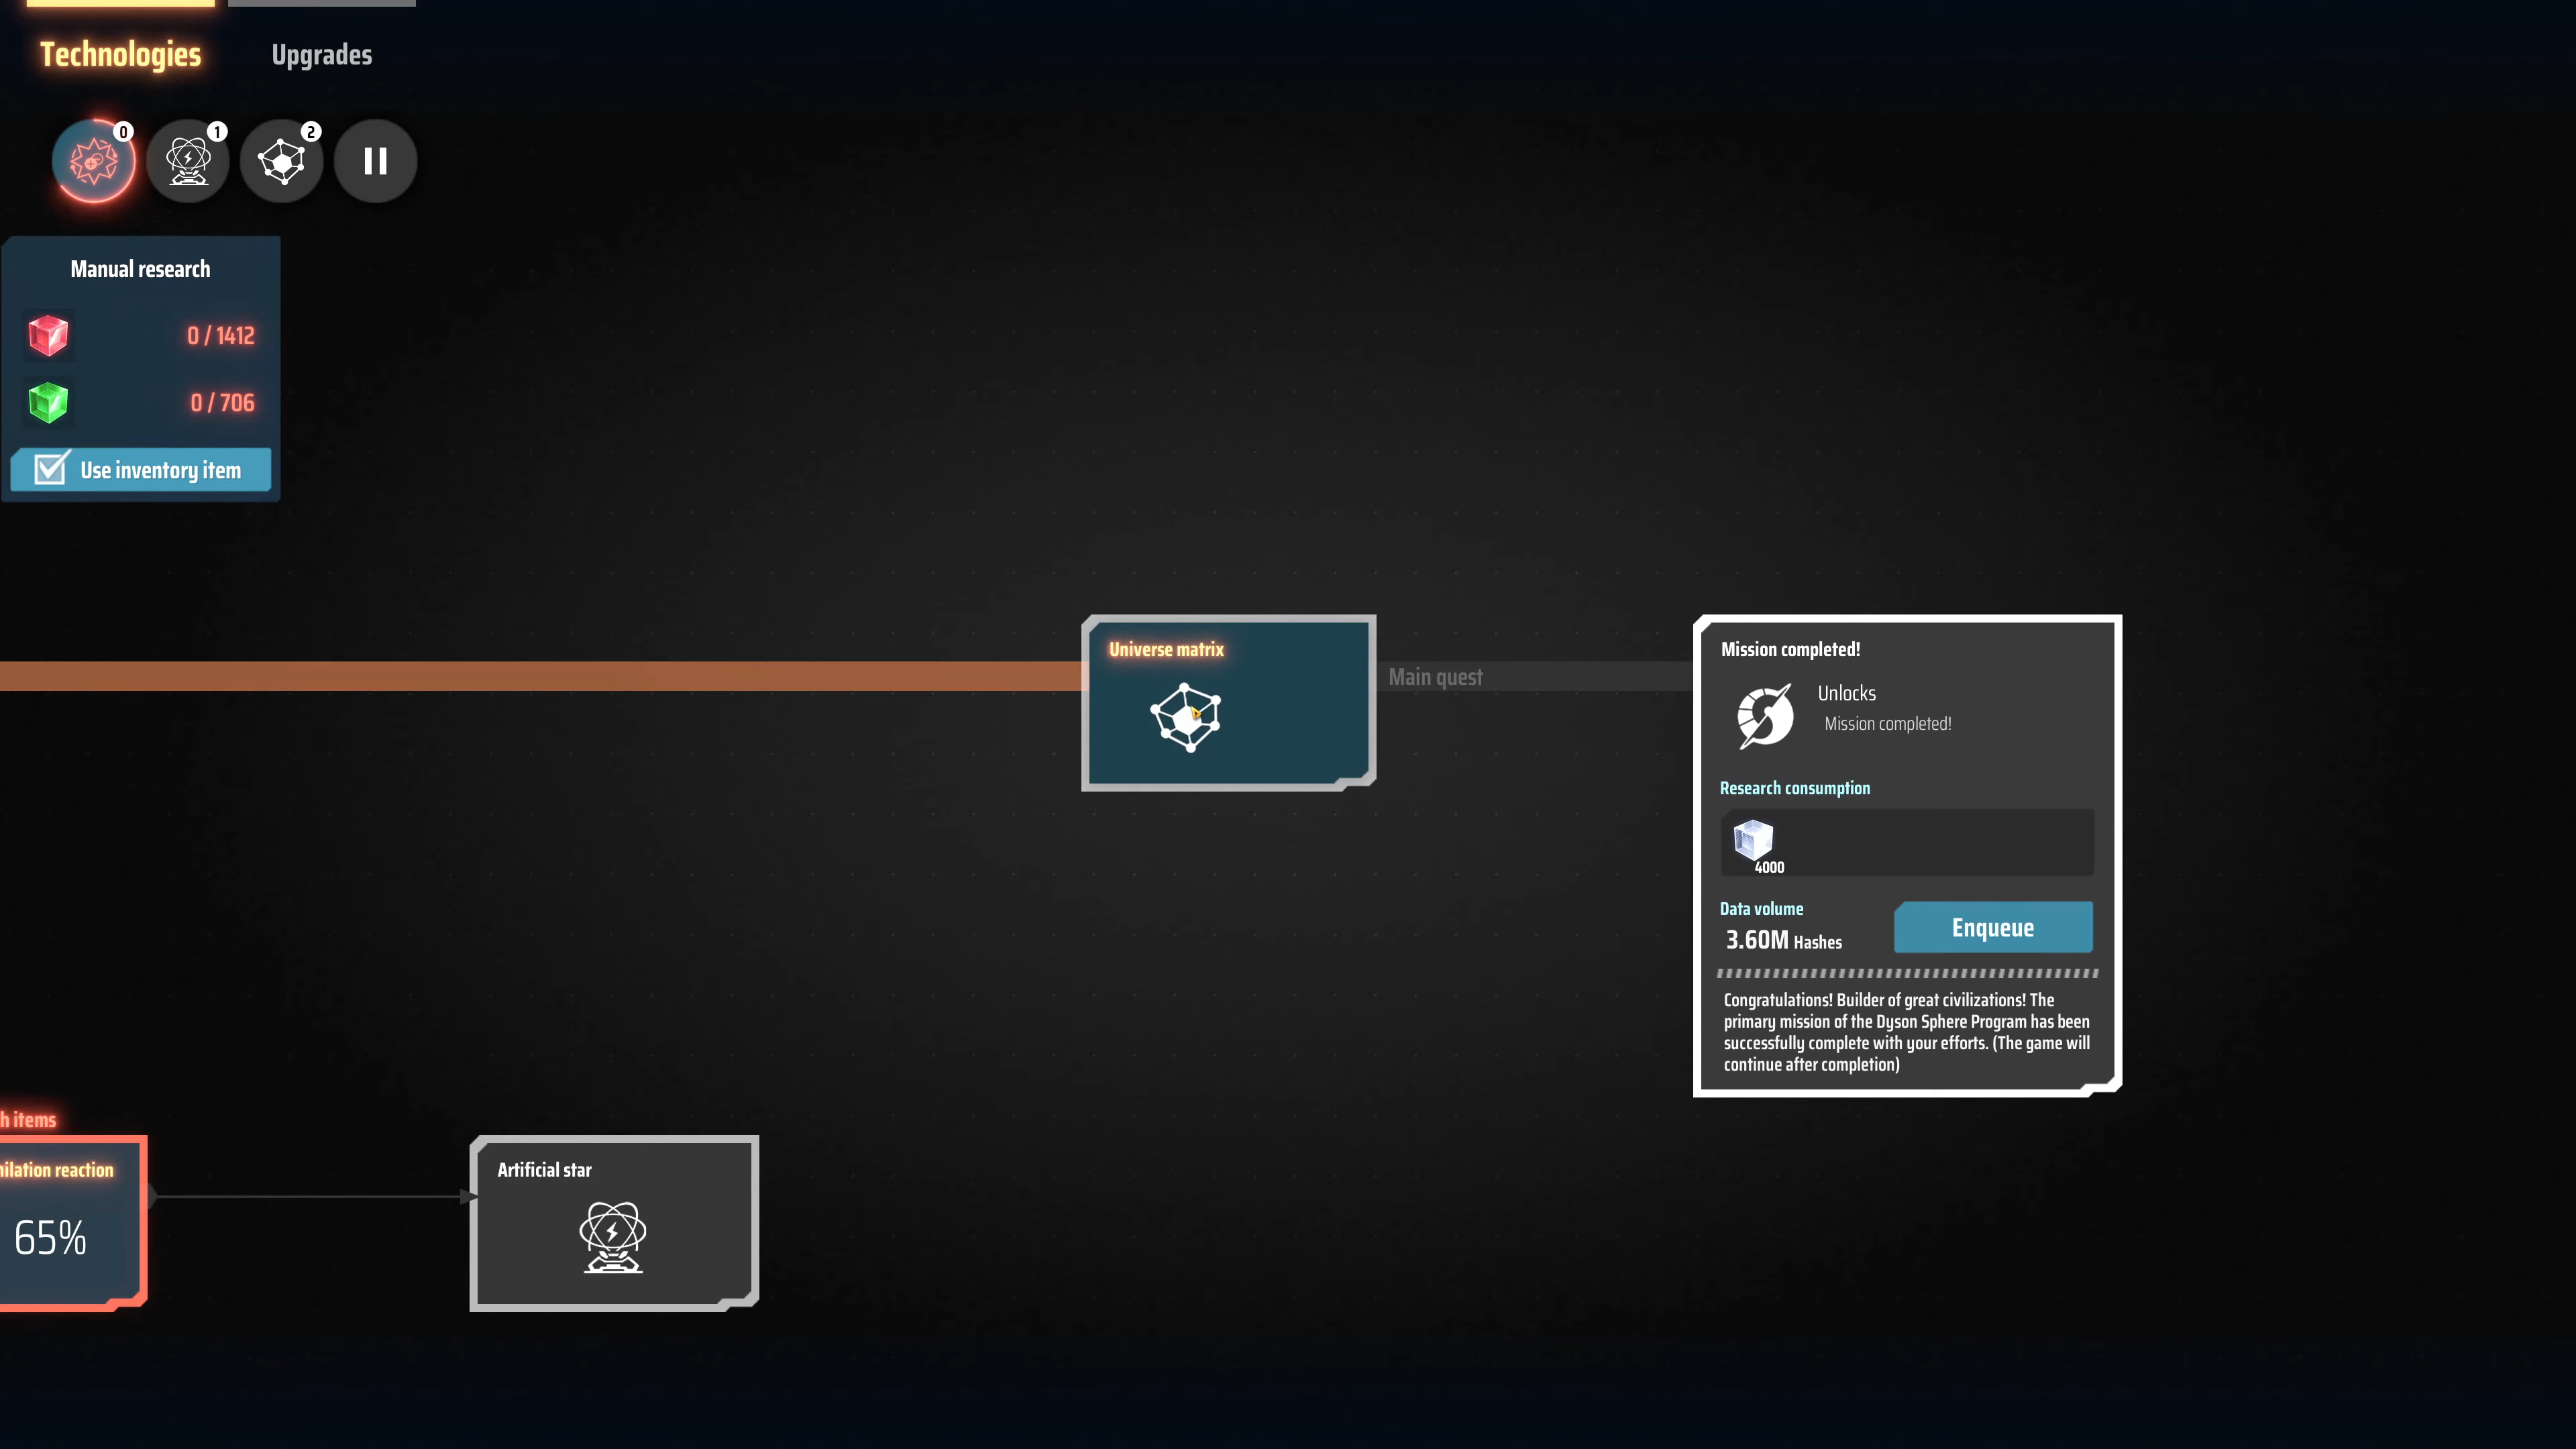 Technologies
Upgrades
0
1
2
Manual research
0 / 1412
0 / 706
Use inventory item
Universe matrix
Main quest
Mission completed!
Unlocks
Mission completed!
Research consumption
4000
Data volume
3.60M Hashes
Enqueue
Congratulations! Builder of great civilizations! The
primary mission of the Dyson Sphere Program has been
successfully complete with your efforts. (The game will
continue after completion)
h items
nilation reaction
65%
Artificial star